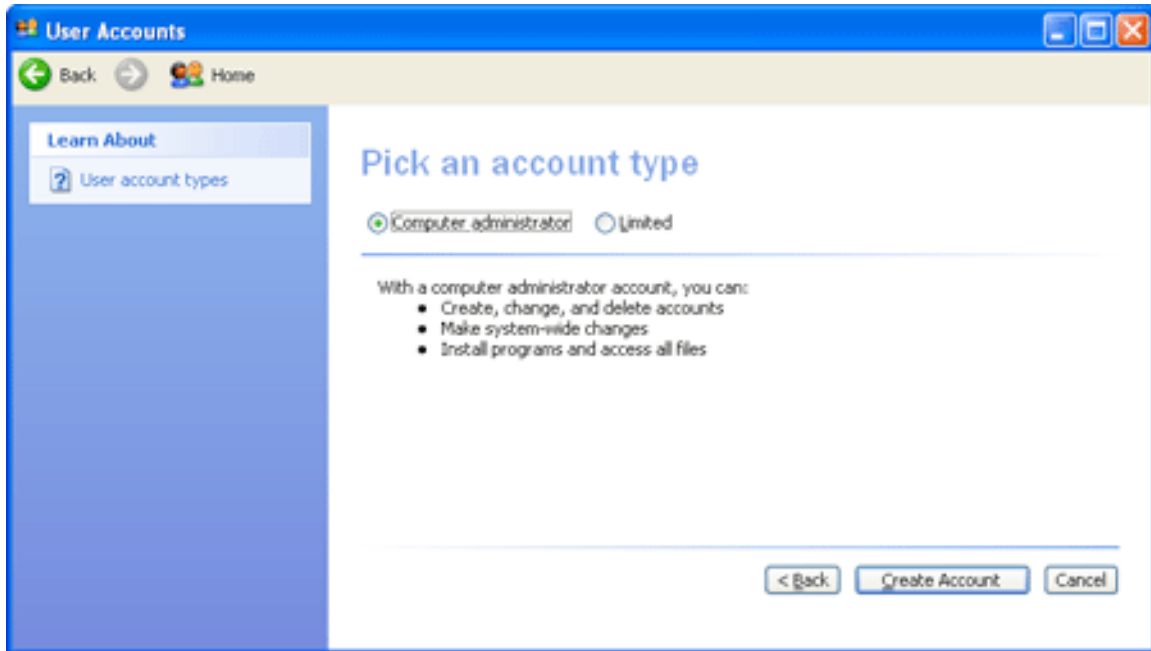 User Accounts
Back Home
Learn About
User account types
Pick an account type
Computer administrator Limited
With a computer administrator account, you can:
• Create, change, and delete accounts
• Make system-wide changes
• Install programs and access all files
< Back Create Account Cancel